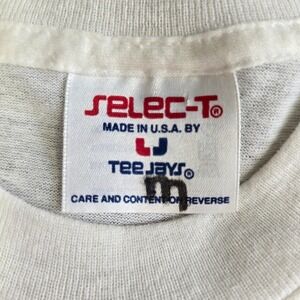 SELEC-T®
MADE IN U.S.A. BY
TEE JAYS®
m
CARE AND CONTENT ON REVERSE